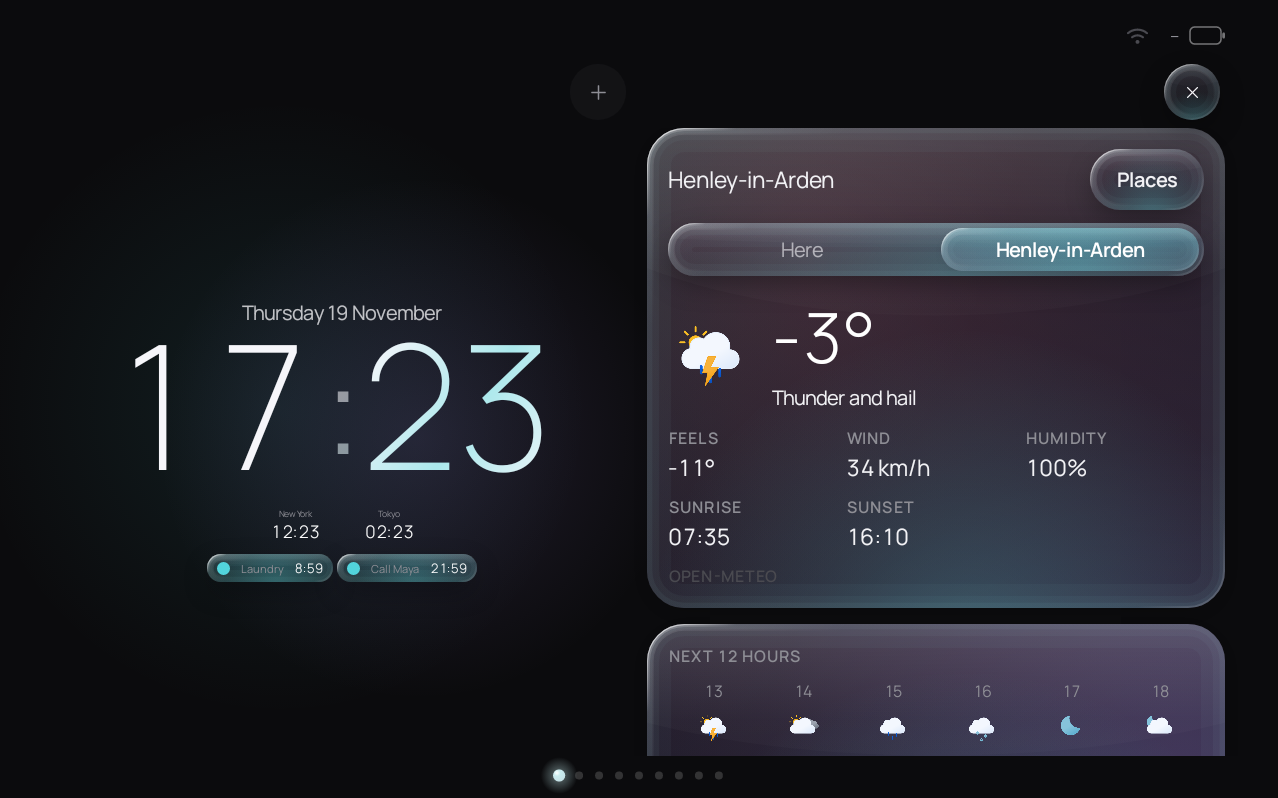 Thursday 19 November
17:23
New York Tokyo
12:23 02:23
Laundry 8:59 Call Maya 21:59
Henley-in-Arden Places
Here Henley-in-Arden
-3°
Thunder and hail
FEELS WIND HUMIDITY
-11° 34 km/h 100%
SUNRISE SUNSET
07:35 16:10
OPEN-METEO
NEXT 12 HOURS
13 14 15 16 17 18